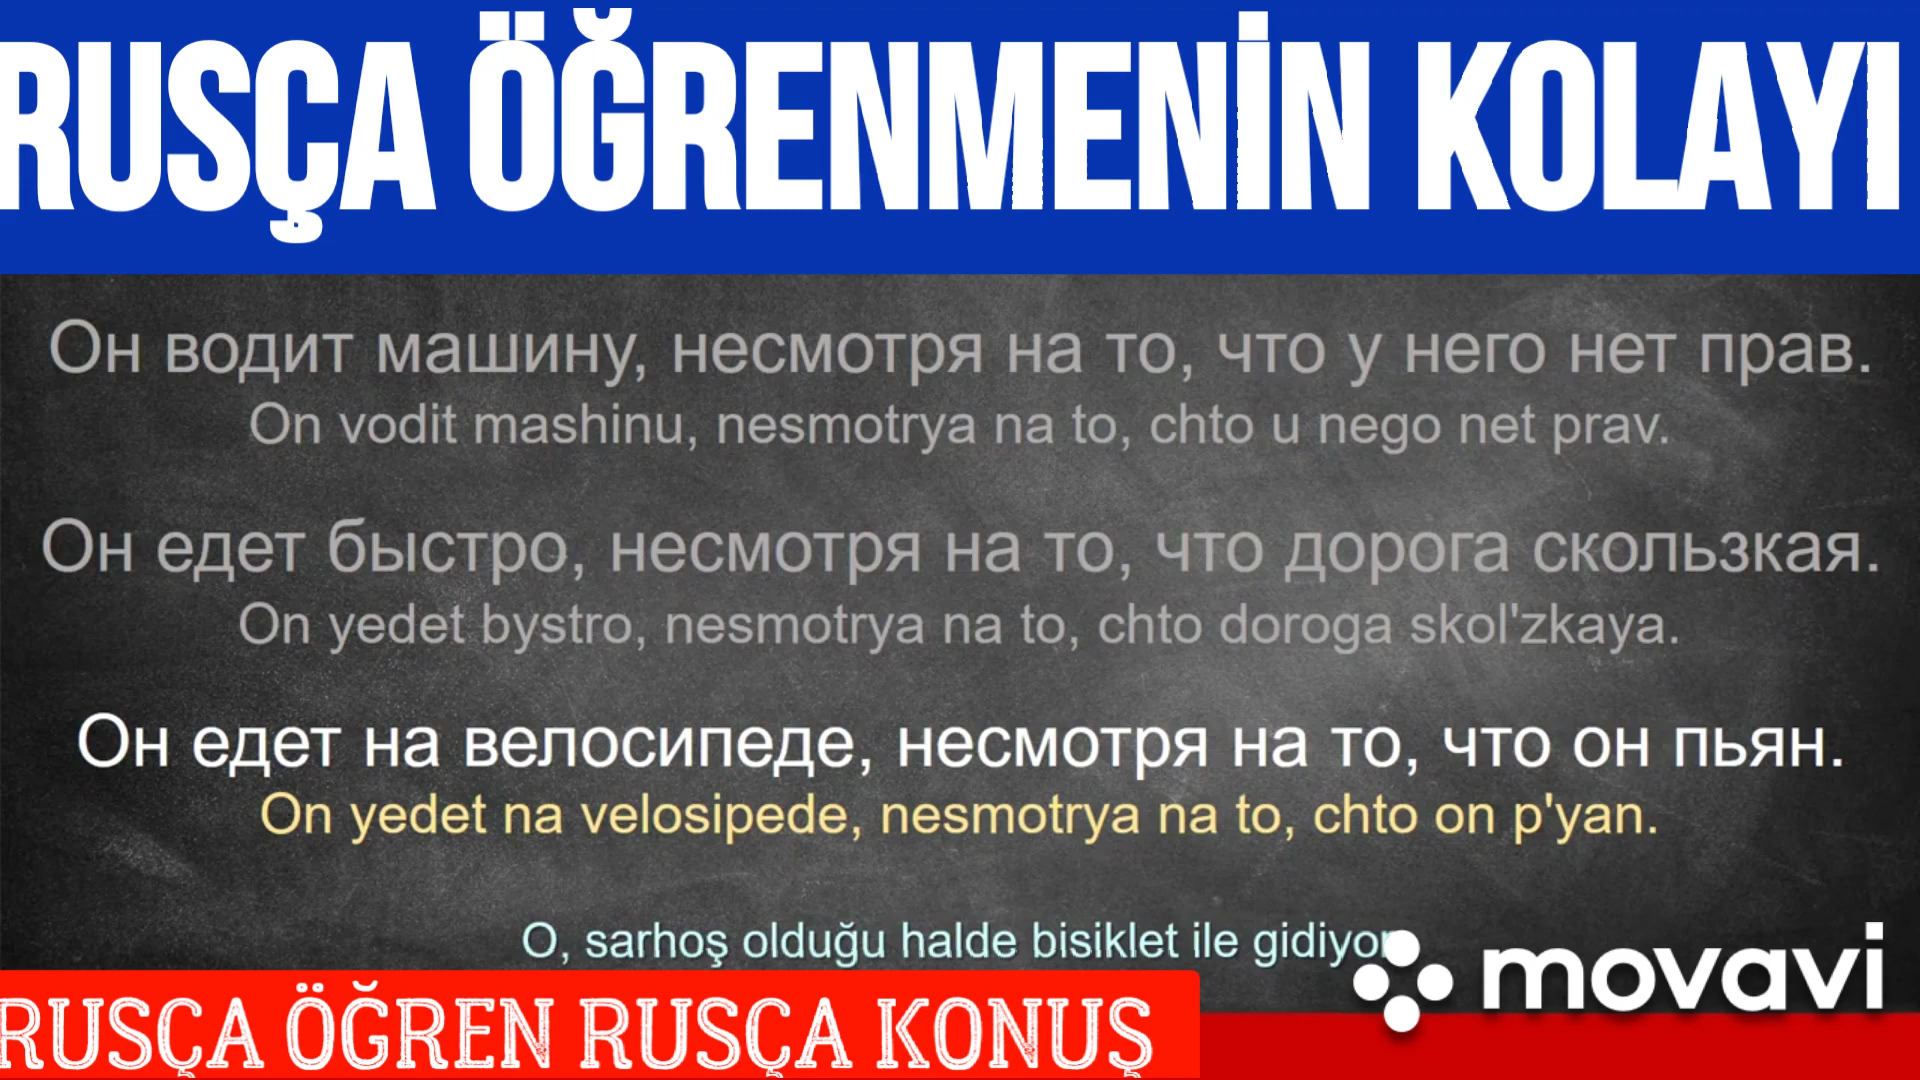 RUSÇA ÖĞRENMENİN KOLAYI
Он водит машину, несмотря на то, что у него нет прав.
On vodit mashinu, nesmotrya na to, chto u nego net prav.
Он едет быстро, несмотря на то, что дорога скользкая.
On yedet bystro, nesmotrya na to, chto doroga skol'zkaya.
Он едет на велосипеде, несмотря на то, что он пьян.
On yedet na velosipede, nesmotrya na to, chto on p'yan.
O, sarhoş olduğu halde bisiklet ile gidiyor
movavi
RUSÇA ÖĞREN RUSÇA KONUŞ